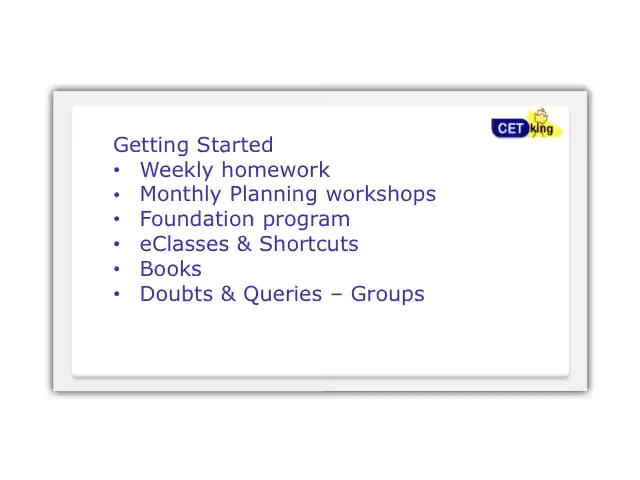 CET king
Getting Started
• Weekly homework
• Monthly Planning workshops
• Foundation program
• eClasses & Shortcuts
• Books
• Doubts & Queries – Groups